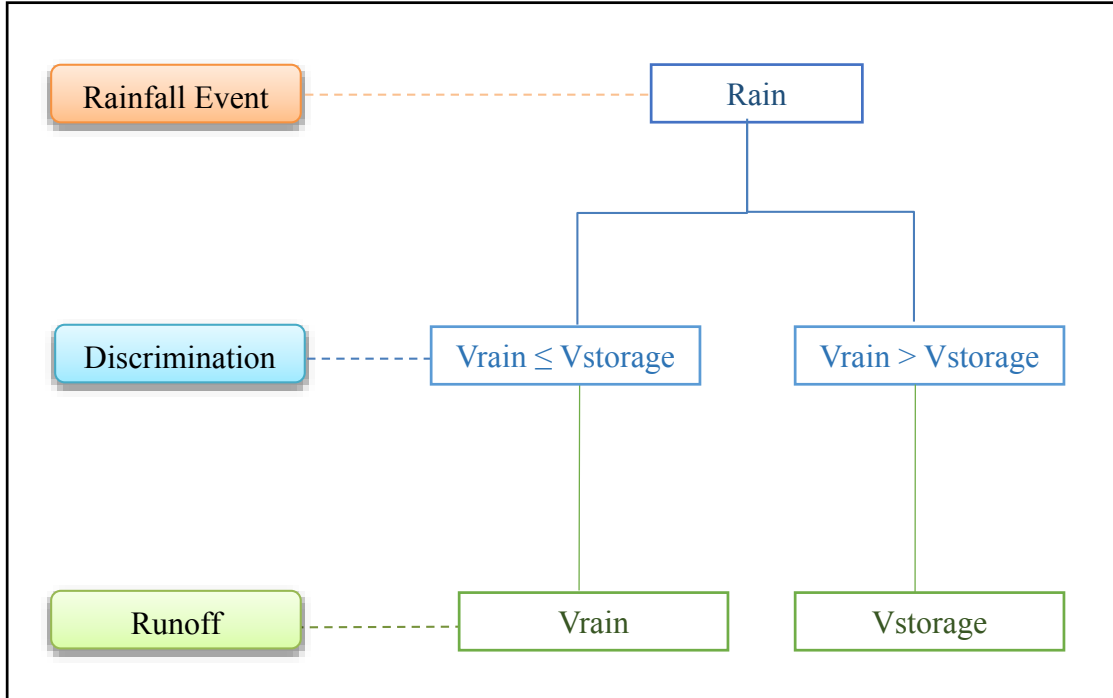 Rainfall Event
Rain
Discrimination
Vrain ≤ Vstorage
Vrain > Vstorage
Runoff
Vrain
Vstorage